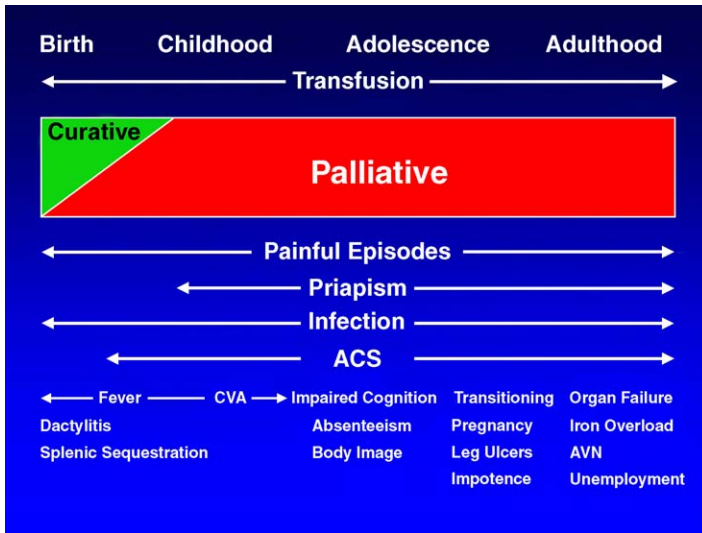 Birth Childhood Adolescence Adulthood
Transfusion
Curative
Palliative
Painful Episodes
Priapism
Infection
ACS
Fever CVA Impaired Cognition Transitioning Organ Failure
Dactylitis Absenteeism Pregnancy Iron Overload
Splenic Sequestration Body Image Leg Ulcers AVN
Impotence Unemployment